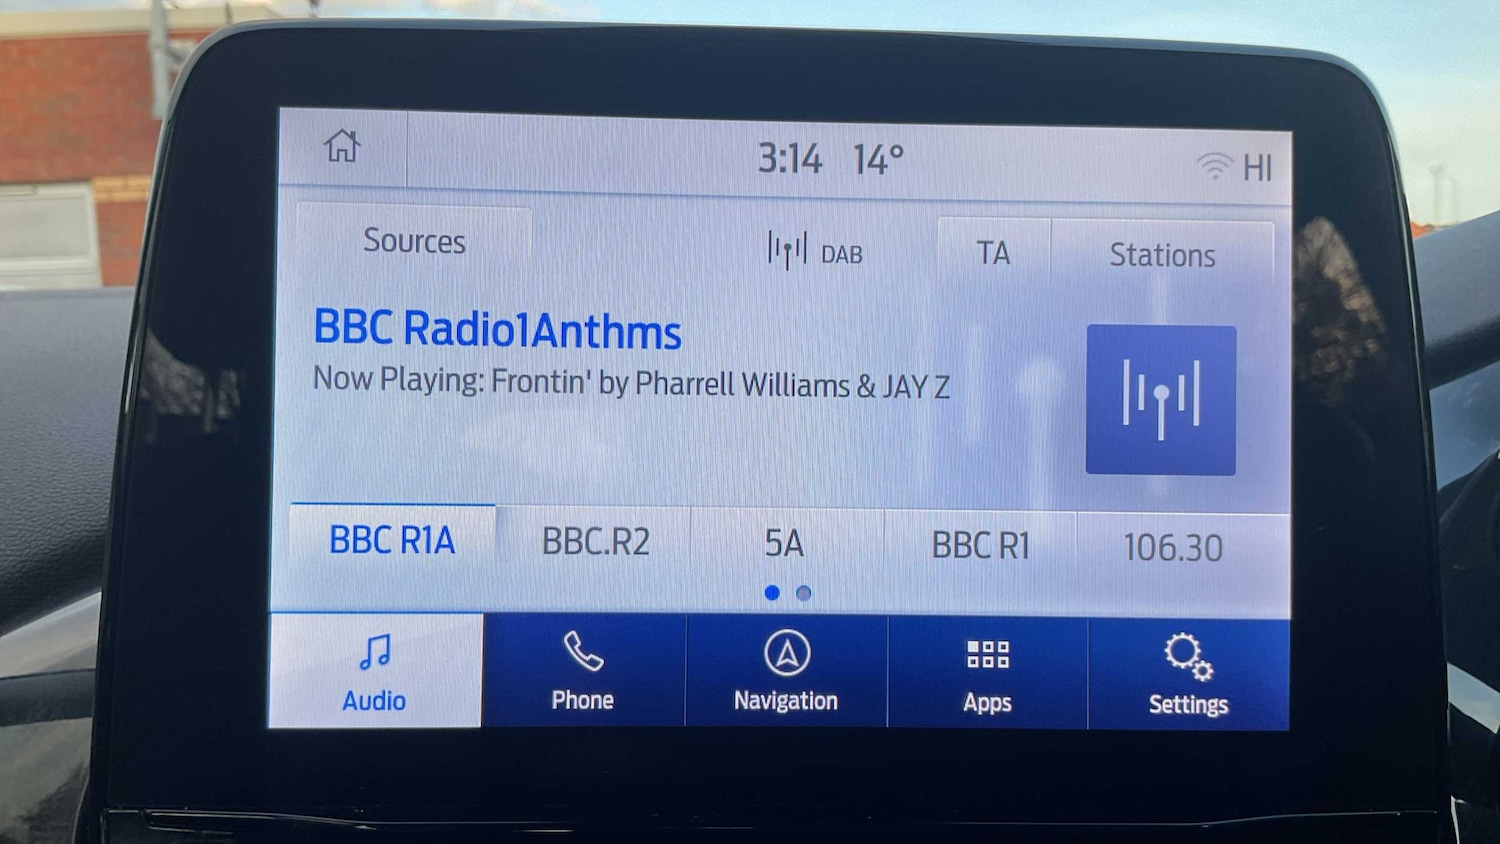 3:14 14° HI
Sources DAB TA Stations
BBC Radio1Anthms
Now Playing: Frontin' by Pharrell Williams & JAY Z
BBC R1A BBC.R2 5A BBC R1 106.30
Audio Phone Navigation Apps Settings